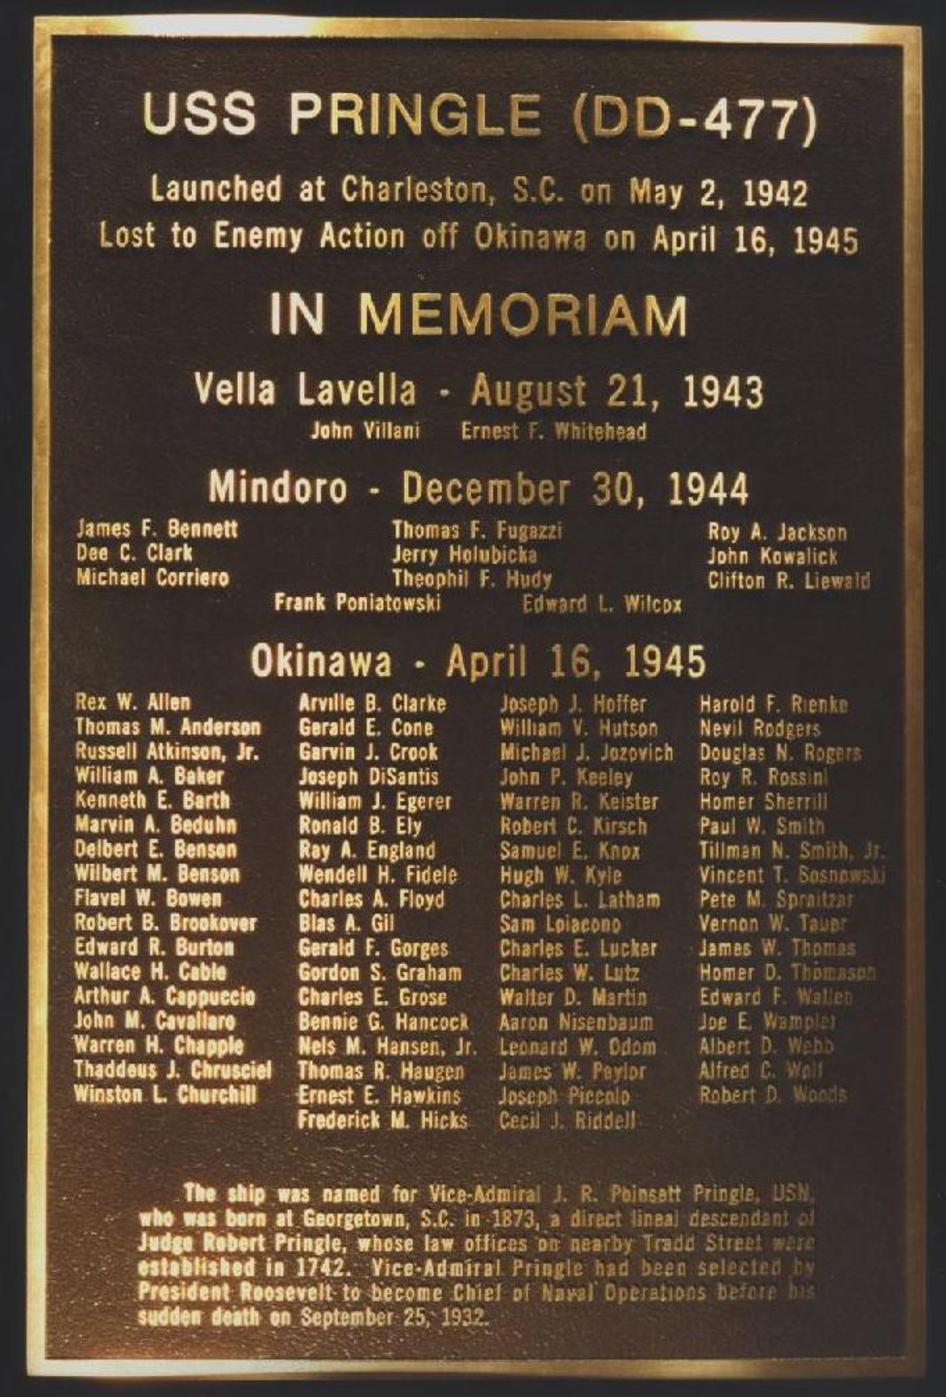 USS PRINGLE (DD-477)
Launched at Charleston, S.C. on May 2, 1942
Lost to Enemy Action off Okinawa on April 16, 1945
IN MEMORIAM
Vella Lavella - August 21, 1943
John Villani Ernest F. Whitehead
Mindoro - December 30, 1944
James F. Bennett Thomas F. Fugazzi Roy A. Jackson
Dee C. Clark Jerry Holubicka John Kowalick
Michael Corriero Theophil F. Hudy Clifton R. Liewald
Frank Poniatowski Edward L. Wilcox
Okinawa - April 16, 1945
Rex W. Allen Arville B. Clarke Joseph J. Hoffer Harold F. Rienke
Thomas M. Anderson Gerald E. Cone William V. Hutson Nevil Rodgers
Russell Atkinson, Jr. Garvin J. Crook Michael J. Jozovich Douglas N. Rogers
William A. Baker Joseph DiSantis John P. Keeley Roy R. Rossini
Kenneth E. Barth William J. Egerer Warren R. Keister Homer Sherrill
Marvin A. Beduhn Ronald B. Ely Robert C. Kirsch Paul W. Smith
Delbert E. Benson Ray A. England Samuel E. Knox Tillman N. Smith, Jr.
Wilbert M. Benson Wendell H. Fidele Hugh W. Kyle Vincent T. Sosnowski
Flavel W. Bowen Charles A. Floyd Charles L. Latham Pete M. Spraitzar
Robert B. Brookover Blas A. Gil Sam Loiacono Vernon W. Tauer
Edward R. Burton Gerald F. Gorges Charles E. Lucker James W. Thomas
Wallace H. Cable Gordon S. Graham Charles W. Lutz Homer D. Thomason
Arthur A. Cappuccio Charles E. Grose Walter D. Martin Edward F. Wallen
John M. Cavallaro Bennie G. Hancock Aaron Nisenbaum Joe E. Wampler
Warren H. Chapple Nels M. Hansen, Jr. Leonard W. Odom Albert D. Webb
Thaddeus J. Chrusciel Thomas R. Haugen James W. Paylor Alfred C. Wolf
Winston L. Churchill Ernest E. Hawkins Joseph Piccolo Robert D. Woods
Frederick M. Hicks Cecil J. Riddell
The ship was named for Vice-Admiral J. R. Poinsett Pringle, USN,
who was born at Georgetown, S.C. in 1873, a direct lineal descendant of
Judge Robert Pringle, whose law offices on nearby Tradd Street were
established in 1742. Vice-Admiral Pringle had been selected by
President Roosevelt to become Chief of Naval Operations before his
sudden death on September 25, 1932.